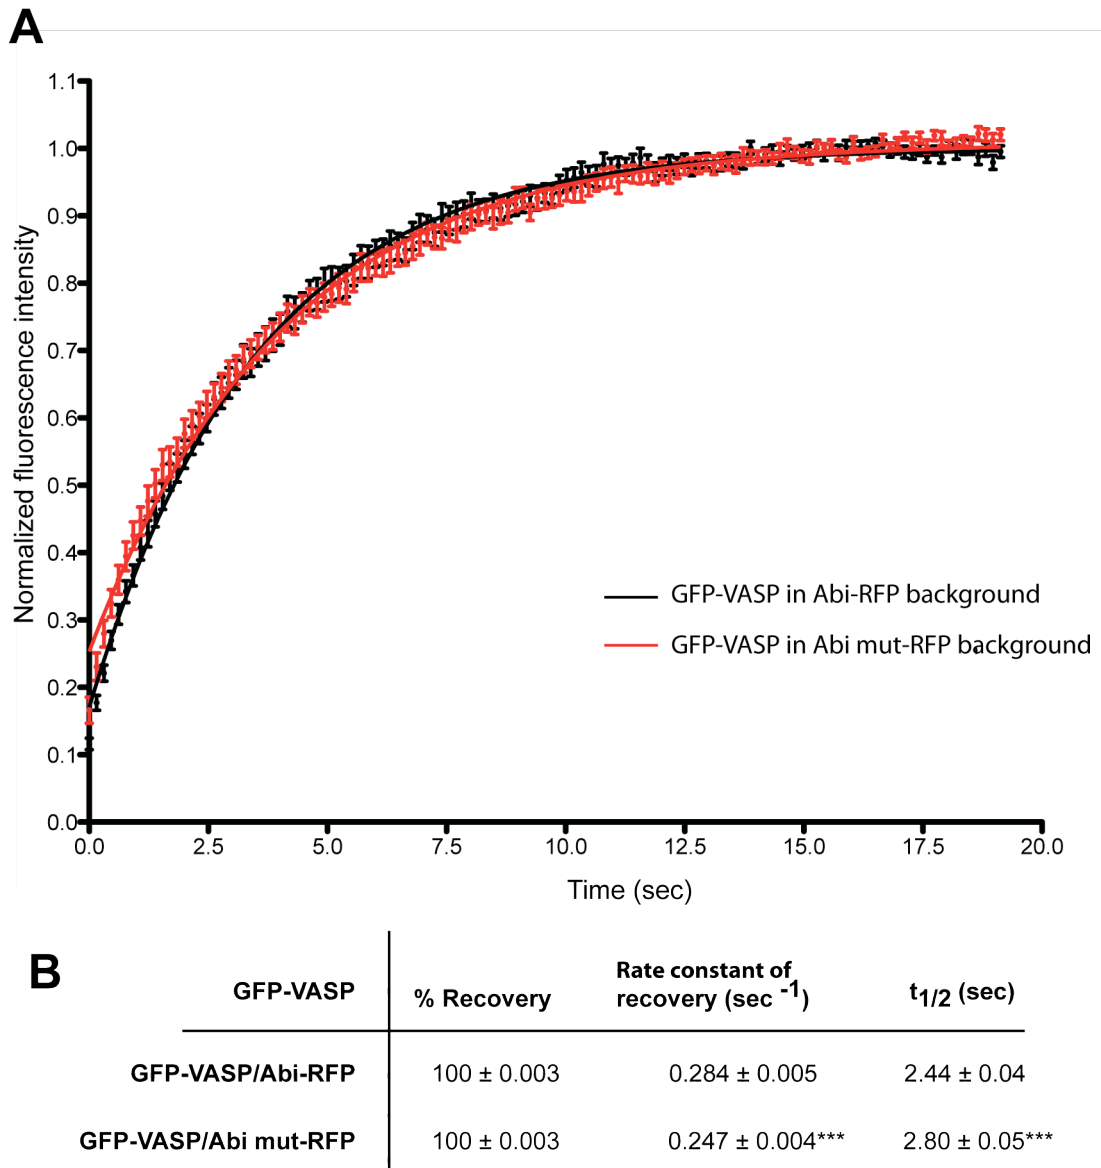 A
1.1
1.0
0.9
0.8
0.7
0.6
0.5
0.4
0.3
0.2
0.1
0.0
Normalized fluorescence intensity
GFP-VASP in Abi-RFP background
GFP-VASP in Abi mut-RFP background
0.0 2.5 5.0 7.5 10.0 12.5 15.0 17.5 20.0
Time (sec)
B
GFP-VASP % Recovery Rate constant of
recovery (sec -1) t1/2 (sec)
GFP-VASP/Abi-RFP 100 ± 0.003 0.284 ± 0.005 2.44 ± 0.04
GFP-VASP/Abi mut-RFP 100 ± 0.003 0.247 ± 0.004*** 2.80 ± 0.05***